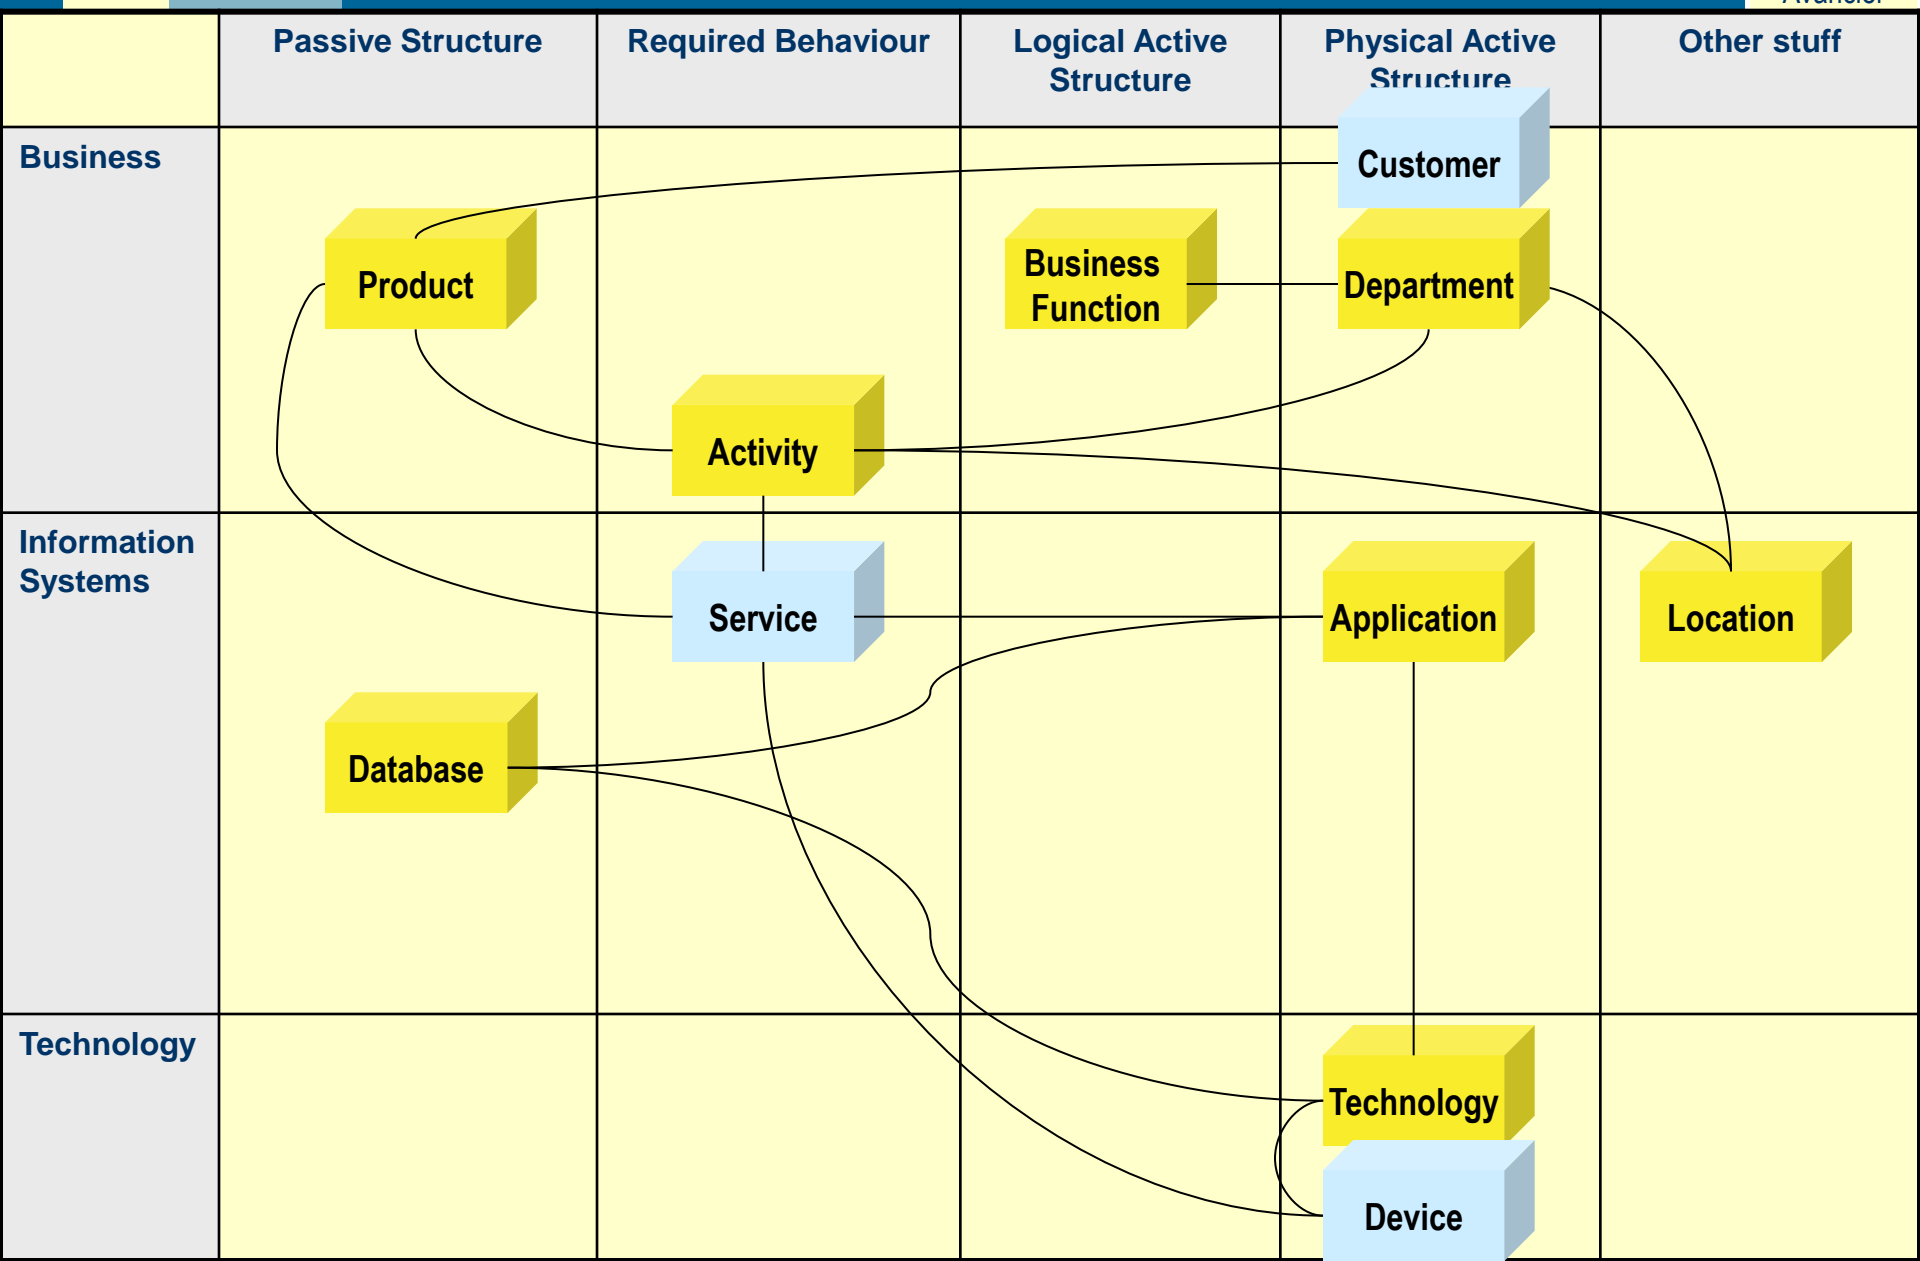 Passive Structure
Required Behaviour
Logical Active
Structure
Physical Active
Structure
Other stuff
Business
Customer
Product
Business
Function
Department
Activity
Information
Systems
Service
Application
Location
Database
Technology
Technology
Device